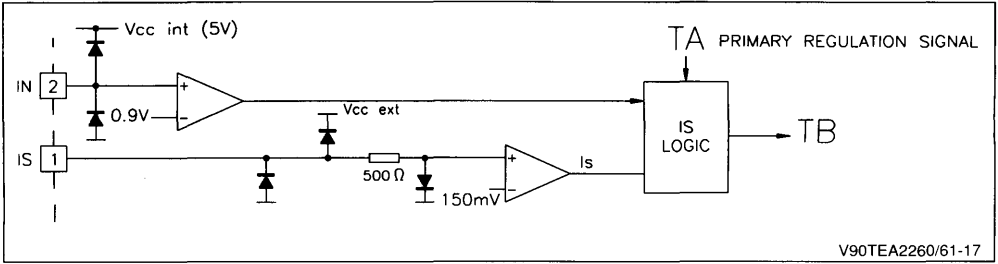 Vcc int (5V)
TA PRIMARY REGULATION SIGNAL
IN 2
+
0.9V −
Vcc ext
IS
LOGIC
TB
IS 1
500 Ω
+
Is
150mV −
V90TEA2260/61-17